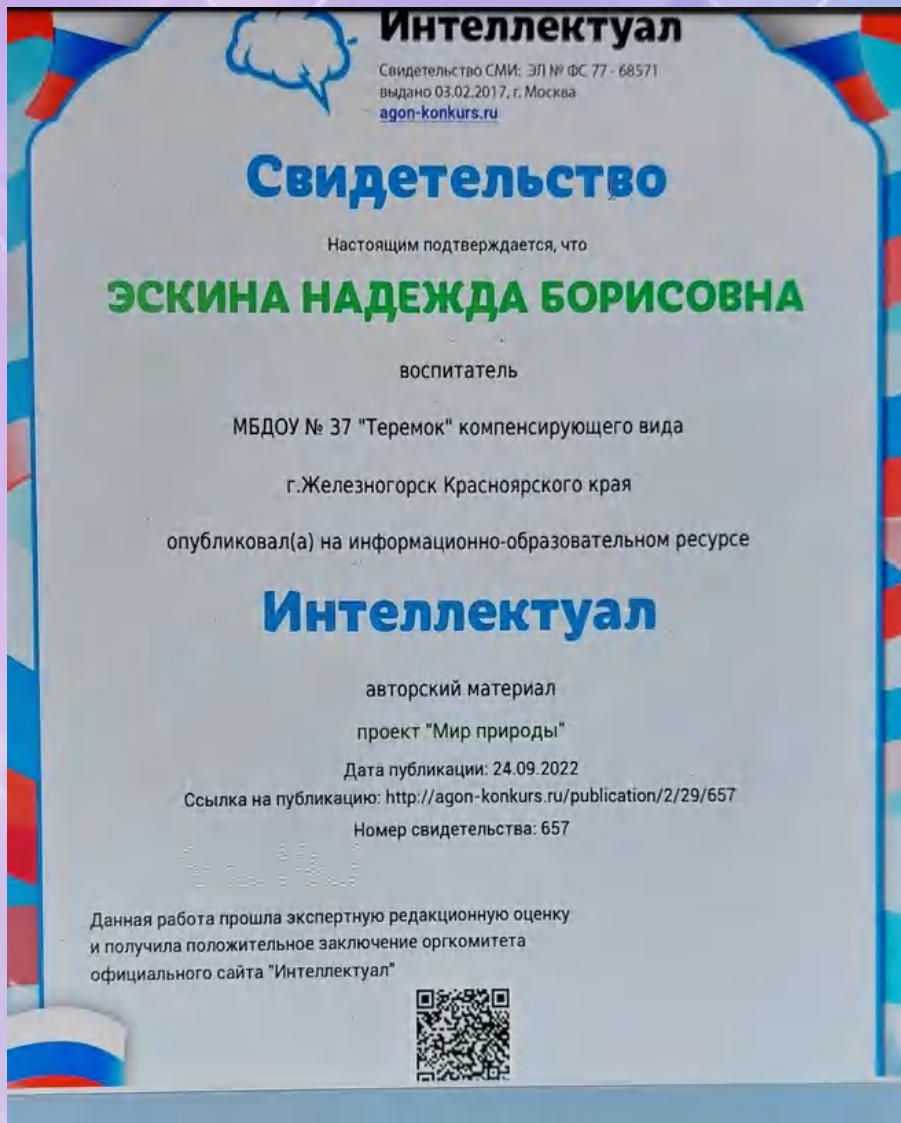 Интеллектуал
Свидетельство СМИ: ЭЛ № ФС 77 - 68571
выдано 03.02.2017, г. Москва
agon-konkurs.ru
Свидетельство
Настоящим подтверждается, что
ЭСКИНА НАДЕЖДА БОРИСОВНА
воспитатель
МБДОУ № 37 "Теремок" компенсирующего вида
г.Железногорск Красноярского края
опубликовал(а) на информационно-образовательном ресурсе
Интеллектуал
авторский материал
проект "Мир природы"
Дата публикации: 24.09.2022
Ссылка на публикацию: http://agon-konkurs.ru/publication/2/29/657
Номер свидетельства: 657
Данная работа прошла экспертную редакционную оценку
и получила положительное заключение оргкомитета
официального сайта "Интеллектуал"